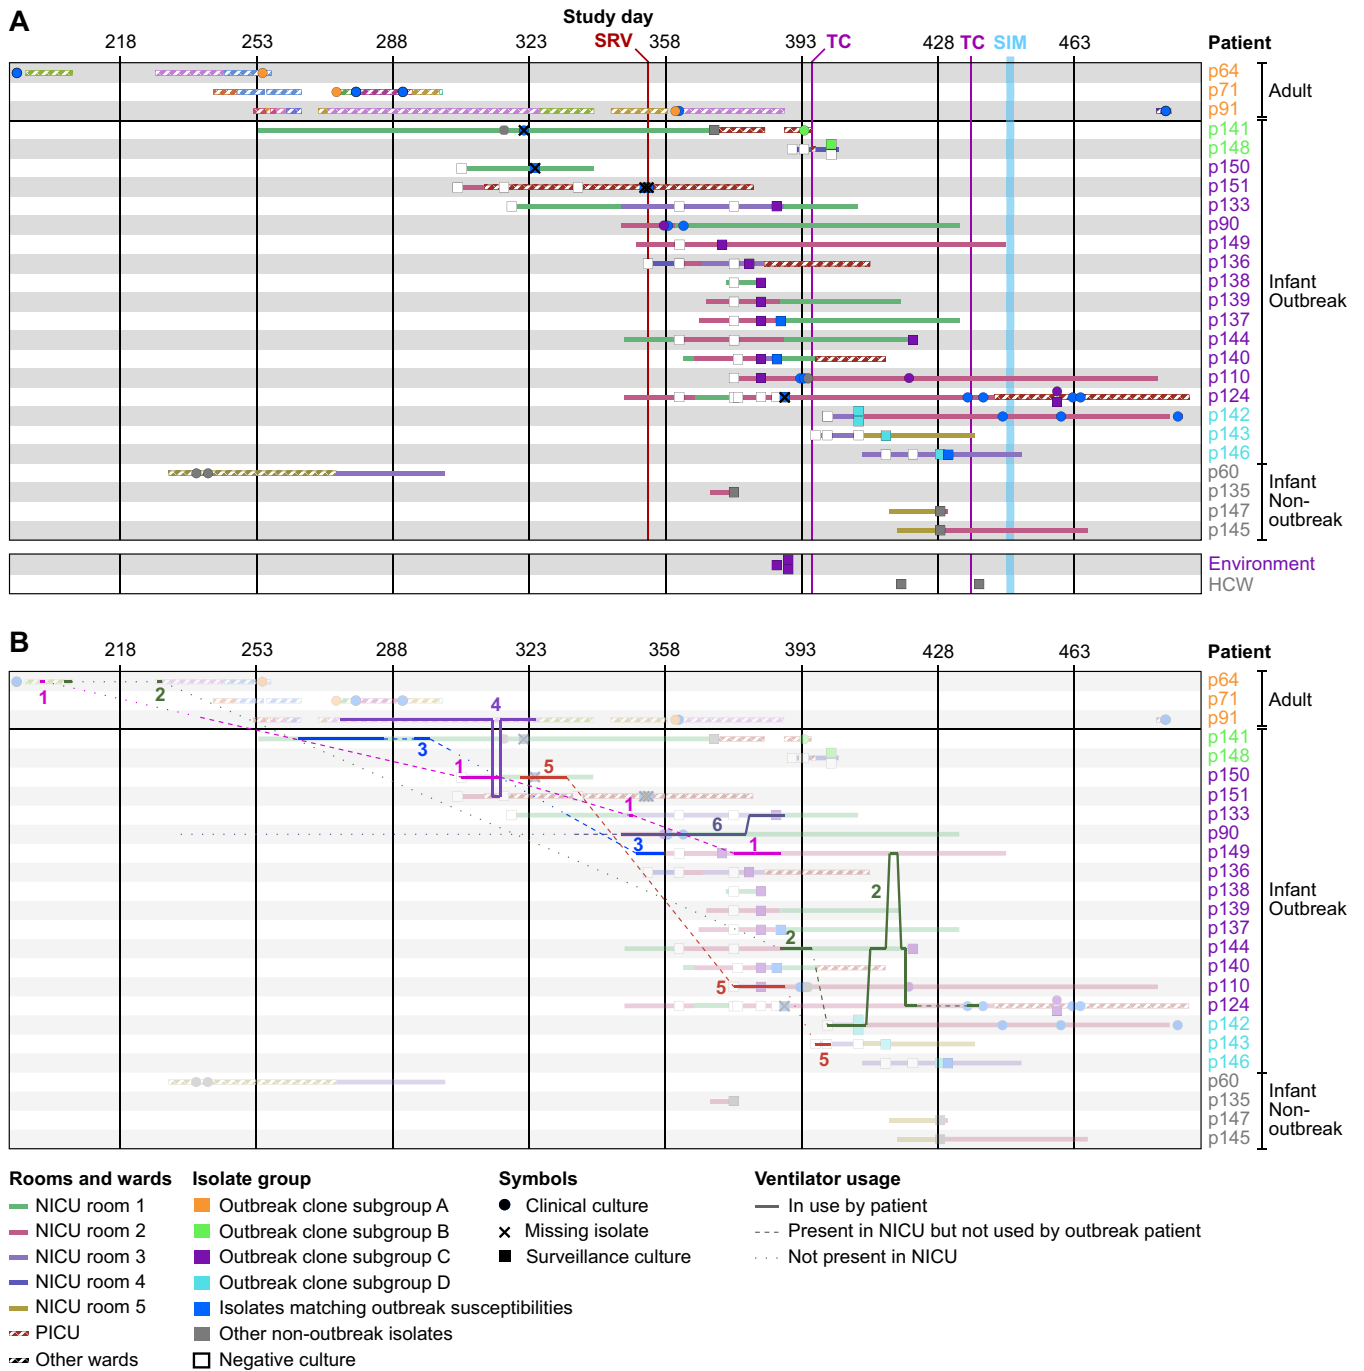 A
Study day
218 253 288 323 358 393 428 463
SRV TC TC SIM
Patient
p64
p71
p91
Adult
p141
p148
p150
p151
p133
p90
p149
p136
p138
p139
p137
p144
p140
p110
p124
p142
p143
p146
Infant
Outbreak
p60
p135
p147
p145
Infant
Non-
outbreak
Environment
HCW
B
218 253 288 323 358 393 428 463
Patient
p64
p71
p91
Adult
p141
p148
p150
p151
p133
p90
p149
p136
p138
p139
p137
p144
p140
p110
p124
p142
p143
p146
Infant
Outbreak
p60
p135
p147
p145
Infant
Non-
outbreak
1
2
4
3
1
5
1
6
3
1
2
2
5
5
Rooms and wards
NICU room 1
NICU room 2
NICU room 3
NICU room 4
NICU room 5
PICU
Other wards
Isolate group
Outbreak clone subgroup A
Outbreak clone subgroup B
Outbreak clone subgroup C
Outbreak clone subgroup D
Isolates matching outbreak susceptibilities
Other non-outbreak isolates
Negative culture
Symbols
Clinical culture
Missing isolate
Surveillance culture
Ventilator usage
In use by patient
Present in NICU but not used by outbreak patient
Not present in NICU